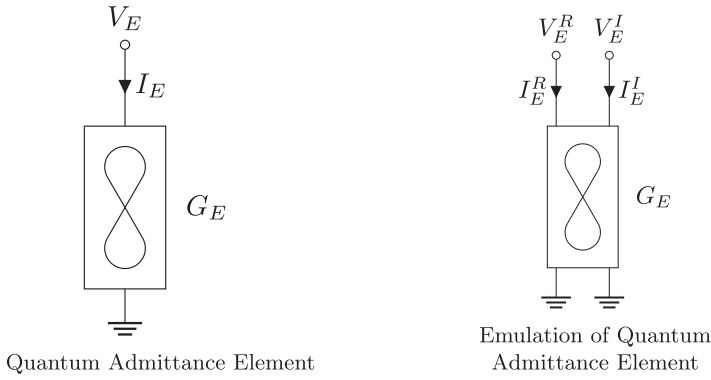 V_E
I_E
G_E
Quantum Admittance Element
V_E^R V_E^I
I_E^R I_E^I
G_E
Emulation of Quantum
Admittance Element